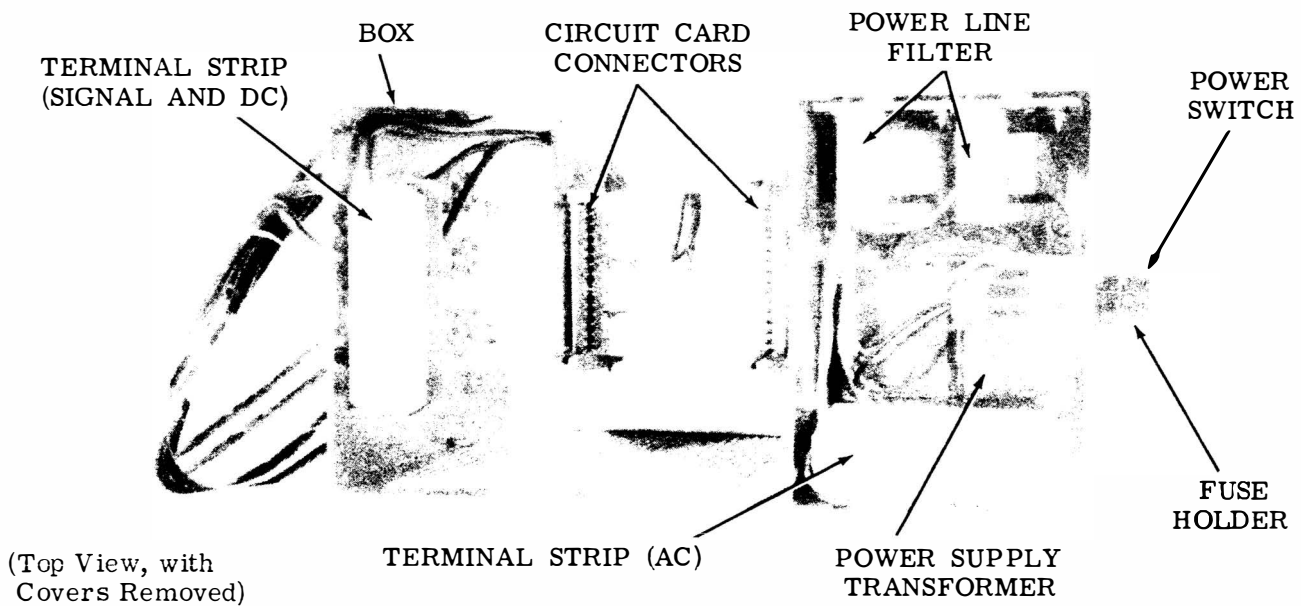 BOX
CIRCUIT CARD
CONNECTORS
POWER LINE
FILTER
TERMINAL STRIP
(SIGNAL AND DC)
POWER
SWITCH
FUSE
HOLDER
TERMINAL STRIP (AC)
POWER SUPPLY
TRANSFORMER
(Top View, with
Covers Removed)